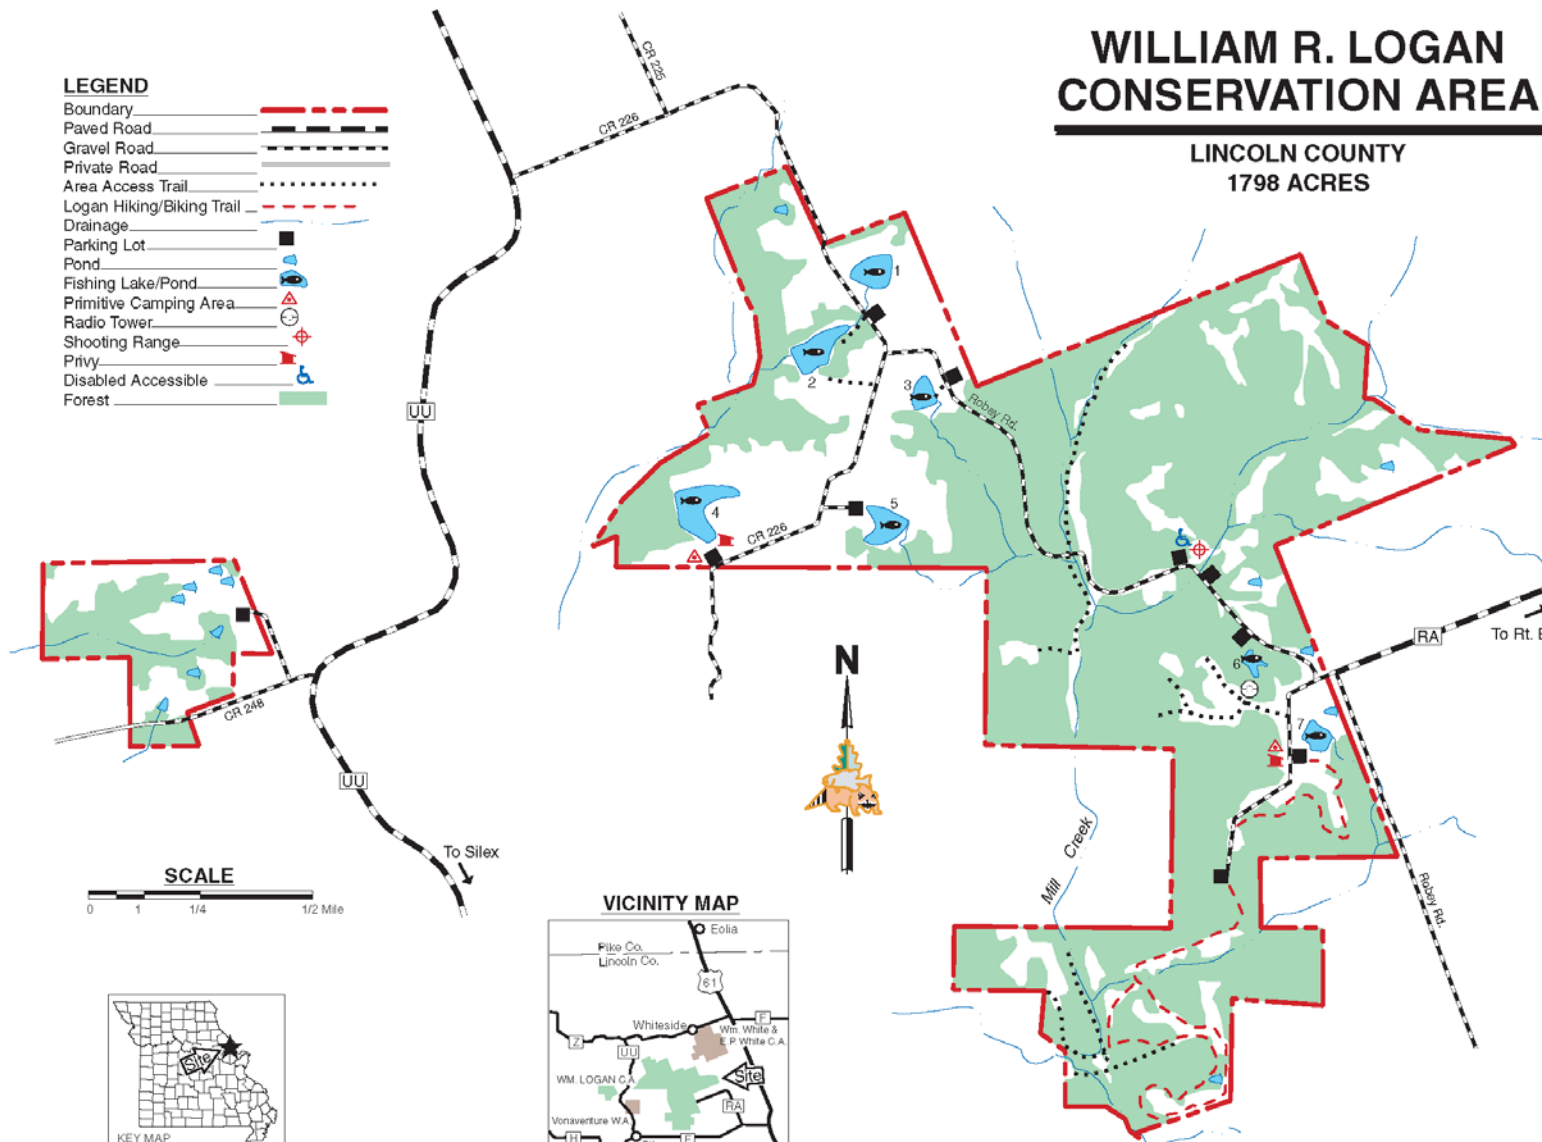 WILLIAM R. LOGAN
CONSERVATION AREA
LINCOLN COUNTY
1798 ACRES
LEGEND
Boundary
Paved Road
Gravel Road
Private Road
Area Access Trail
Logan Hiking/Biking Trail
Drainage
Parking Lot
Pond
Fishing Lake/Pond
Primitive Camping Area
Radio Tower
Shooting Range
Privy
Disabled Accessible
Forest
CR 225
CR 226
1
2
3
Robey Rd.
UU
4
5
CR 226
RA
To Rt. E
6
7
CR 248
UU
N
To Silex
Mill Creek
Robey Rd.
SCALE
0 1 1/4 1/2 Mile
VICINITY MAP
Eolia
Pike Co.
Lincoln Co.
61
Whiteside
F
Wm. White &
E.P. White C.A.
Z
UU
WM. LOGAN C.A.
Site
RA
Vonaventure W.A.
H
E
Site
KEY MAP